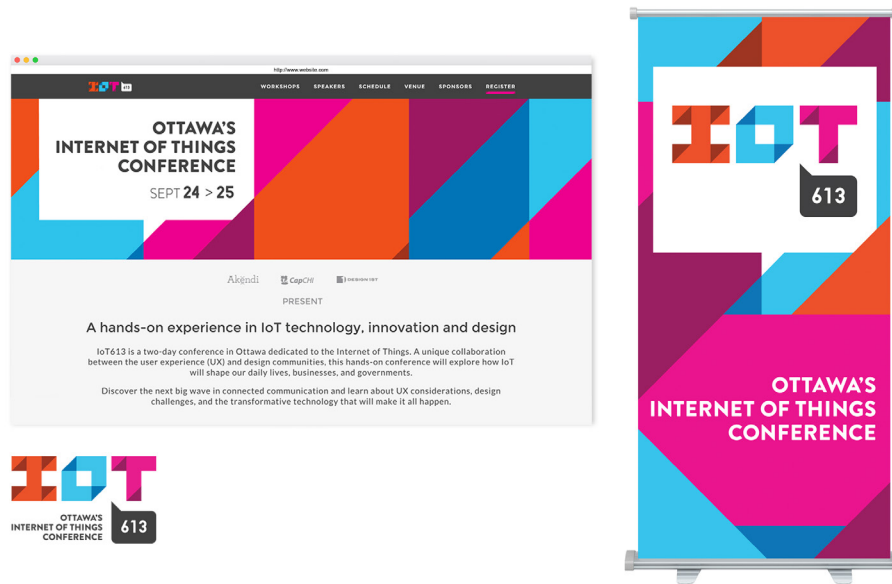 http://www.website.com
IOT 613
WORKSHOPS SPEAKERS SCHEDULE VENUE SPONSORS REGISTER
OTTAWA'S
INTERNET OF THINGS
CONFERENCE
SEPT 24 > 25
Akendi CapCHI
PRESENT
A hands-on experience in IoT technology, innovation and design
IoT613 is a two-day conference in Ottawa dedicated to the Internet of Things. A unique collaboration
between the user experience (UX) and design communities, this hands-on conference will explore how IoT
will shape our daily lives, businesses, and governments.
Discover the next big wave in connected communication and learn about UX considerations, design
challenges, and the transformative technology that will make it all happen.
IOT
OTTAWA'S
INTERNET OF THINGS
CONFERENCE
613
IOT
613
OTTAWA'S
INTERNET OF THINGS
CONFERENCE